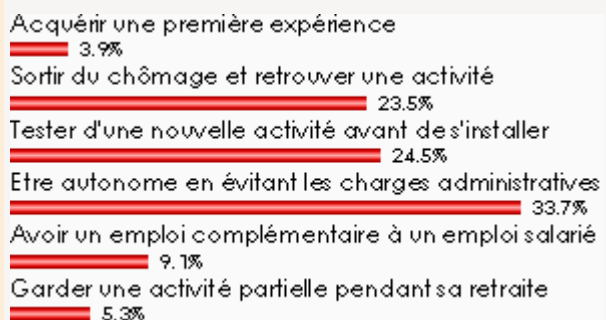 Acquérir une première expérience
3.9%
Sortir du chômage et retrouver une activité
23.5%
Tester d'une nouvelle activité avant de s'installer
24.5%
Etre autonome en évitant les charges administratives
33.7%
Avoir un emploi complémentaire à un emploi salarié
9.1%
Garder une activité partielle pendant sa retraite
5.3%